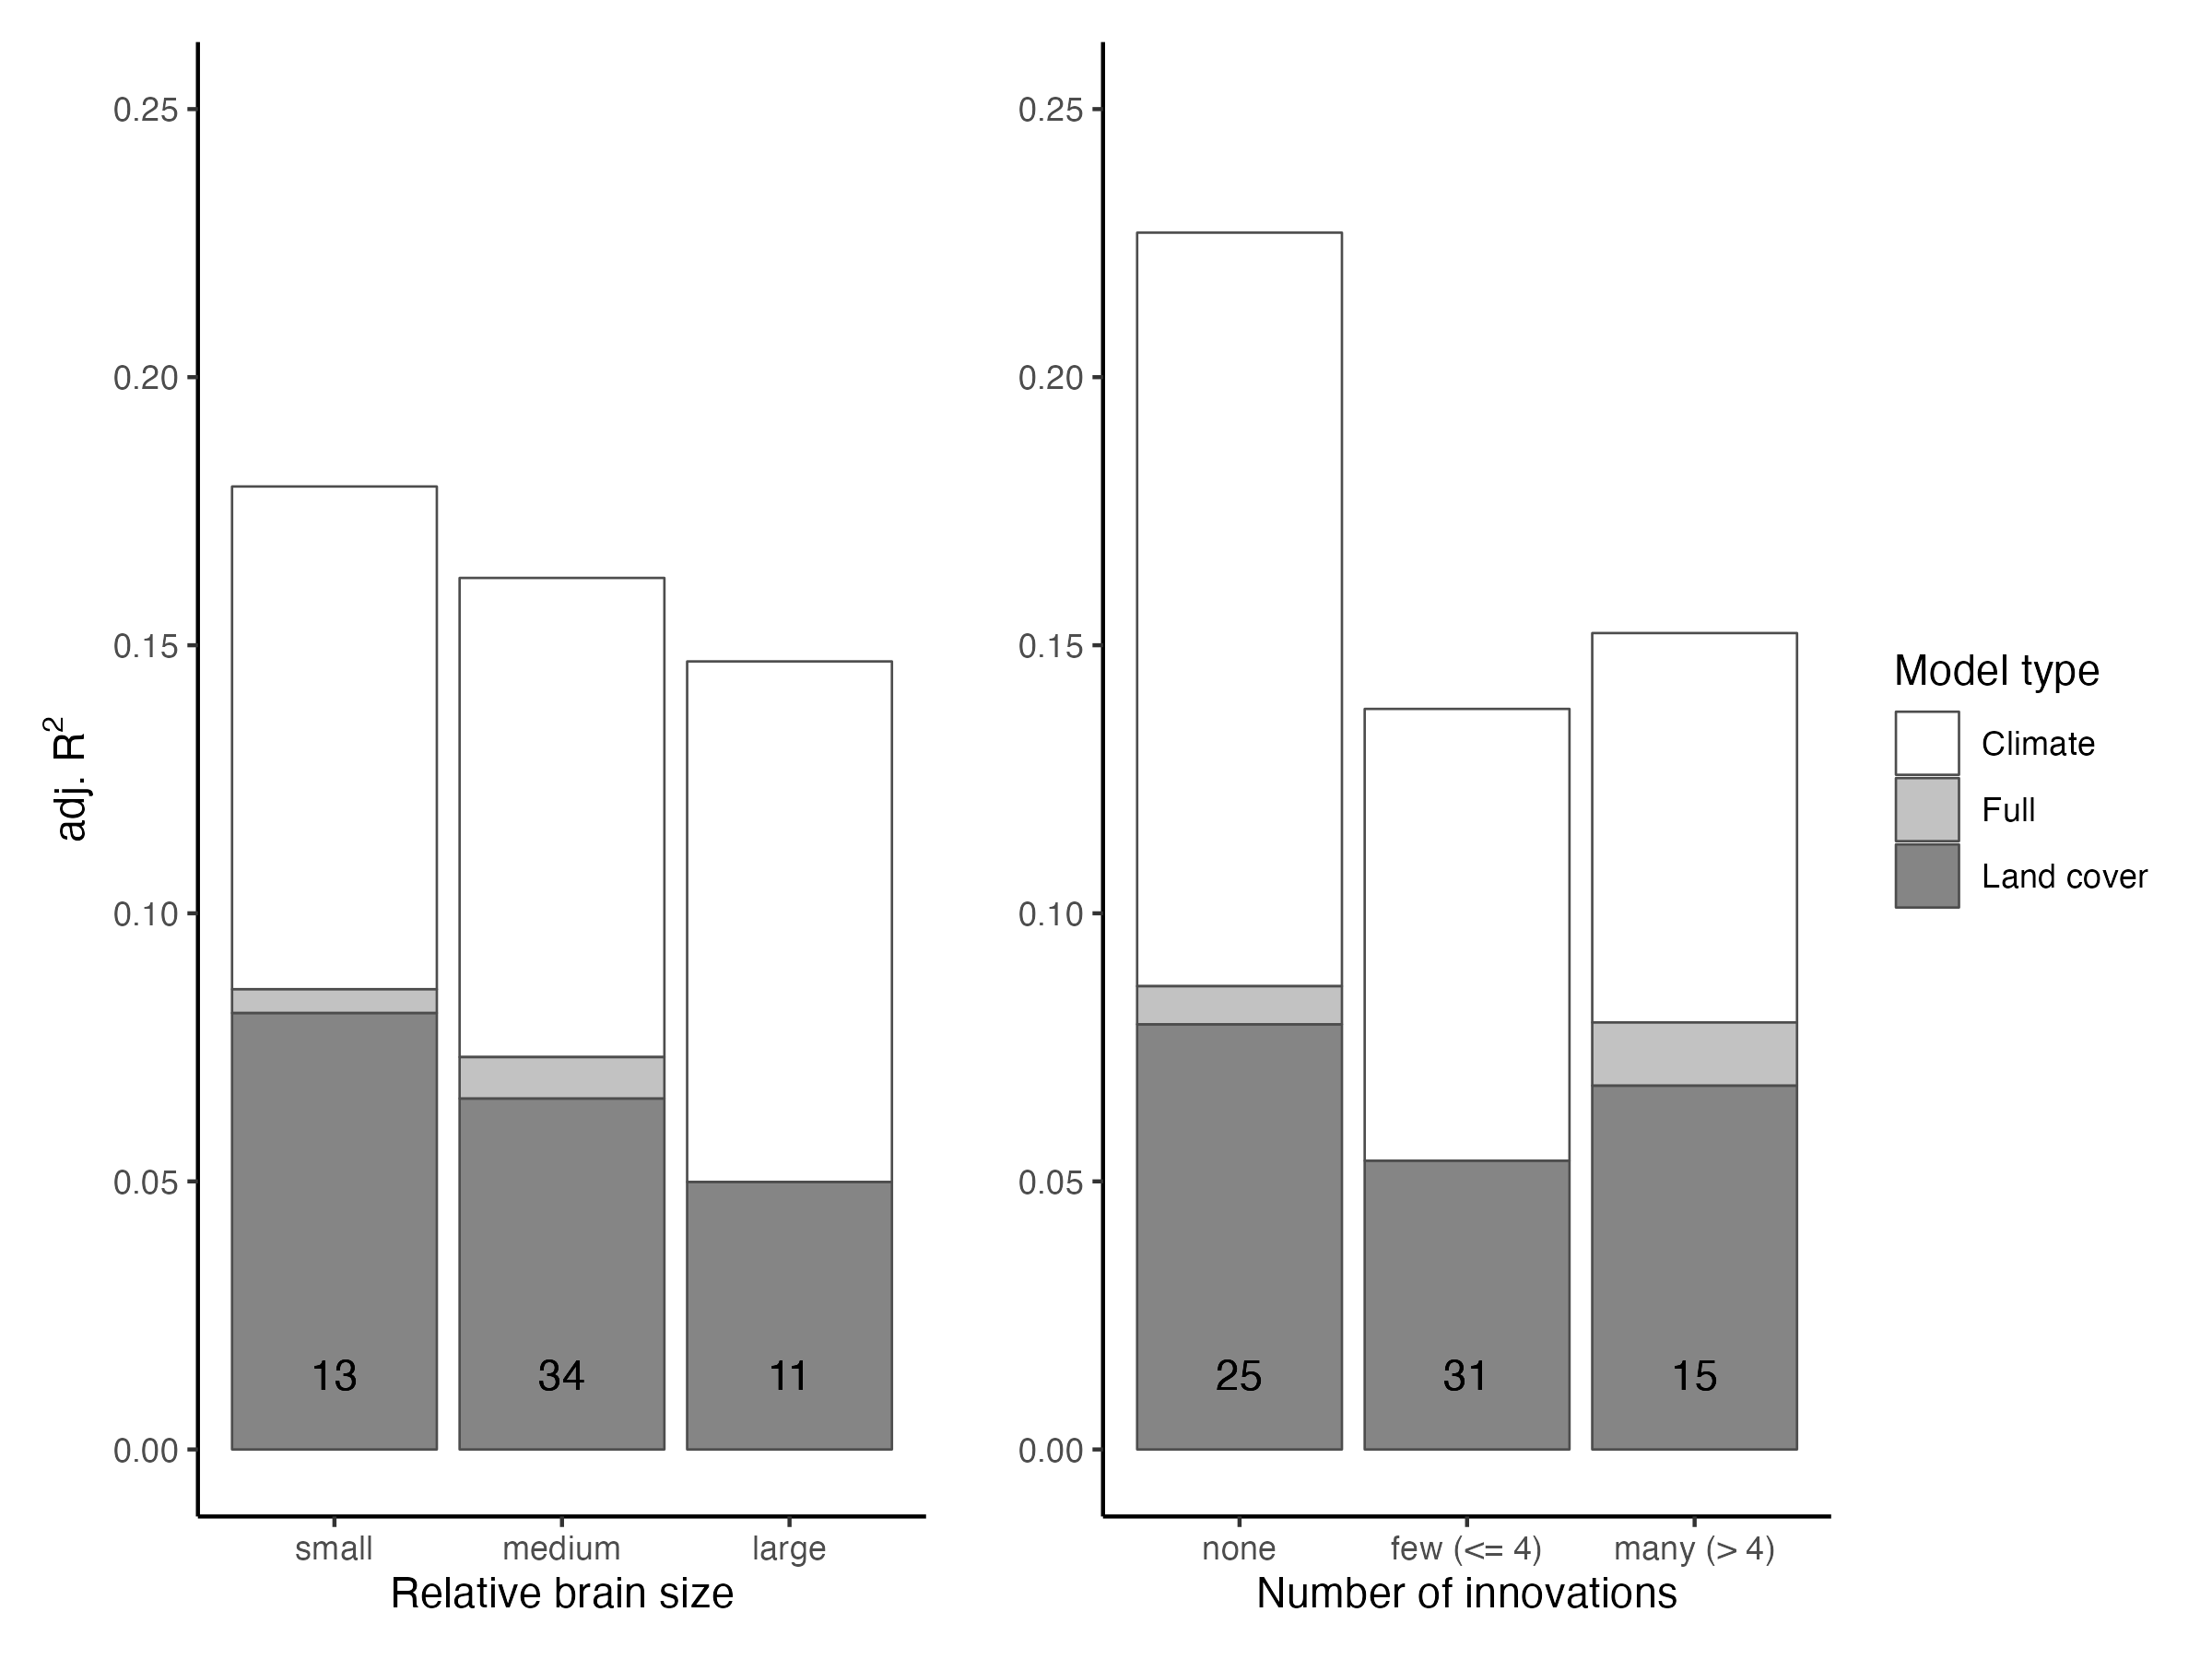 adj. R²
0.25
0.20
0.15
0.10
0.05
0.00
13
34
11
small
medium
large
Relative brain size
0.25
0.20
0.15
0.10
0.05
0.00
25
31
15
none
few (<= 4)
many (> 4)
Number of innovations
Model type
Climate
Full
Land cover